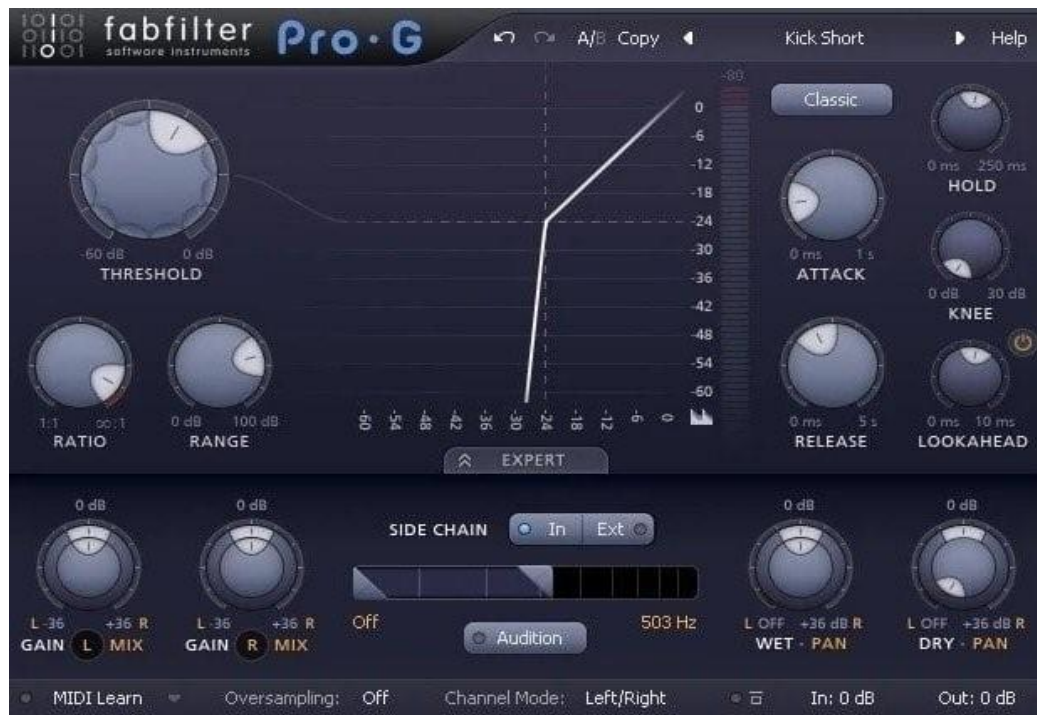 fabfilter
software instruments
Pro·G
A/B Copy
Kick Short
Help
-80
Classic
0 ms 250 ms
HOLD
-60 dB 0 dB
THRESHOLD
0
-6
-12
-18
-24
-30
-36
-42
-48
-54
-60
0 ms 1 s
ATTACK
0 dB 30 dB
KNEE
1:1 ∞:1
RATIO
0 dB 100 dB
RANGE
-60 -54 -48 -42 -36 -30 -24 -18 -12 -6 0
0 ms 5 s
RELEASE
0 ms 10 ms
LOOKAHEAD
EXPERT
0 dB
L -36 +36 R
GAIN L MIX
0 dB
L -36 +36 R
GAIN R MIX
SIDE CHAIN In Ext
Off 503 Hz
Audition
0 dB
L OFF +36 dB R
WET · PAN
0 dB
L OFF +36 dB R
DRY · PAN
MIDI Learn Oversampling: Off Channel Mode: Left/Right In: 0 dB Out: 0 dB